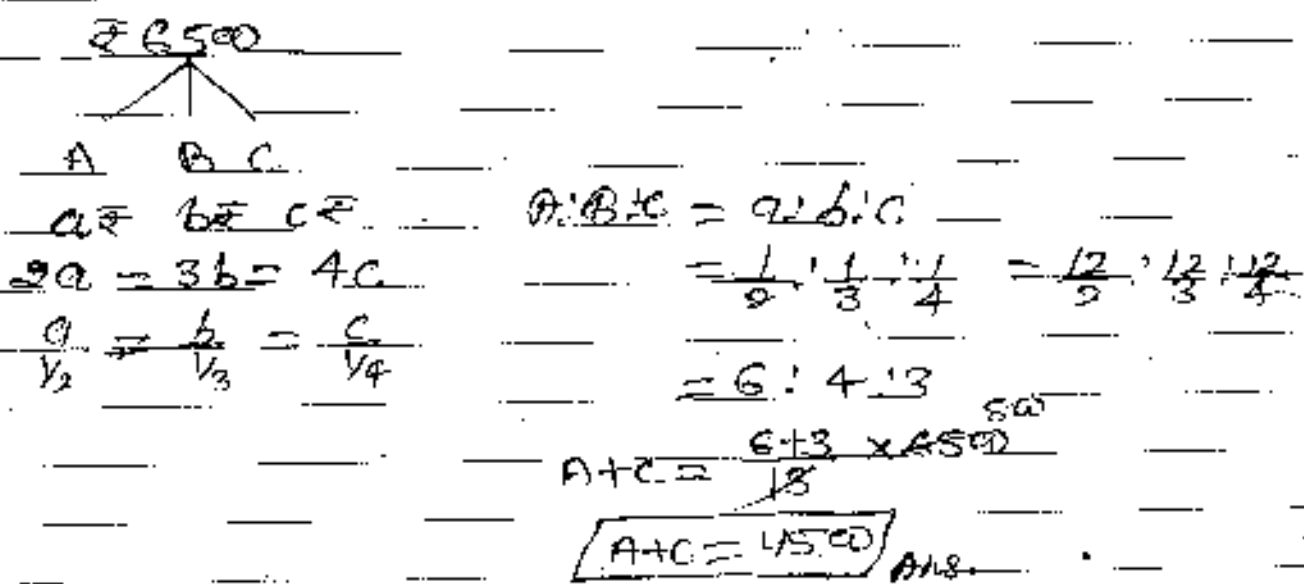 ₹ 6500
A B C
a₹ b₹ c₹
2a = 3b = 4c
a/½ = b/⅓ = c/¼
A:B:C = a:b:c
= 1/2 : 1/3 : 1/4 = 12/2 : 12/3 : 12/4
= 6 : 4 : 3
500
A+C = 6+3/13 × 6500
A+C = 4500 Ans.